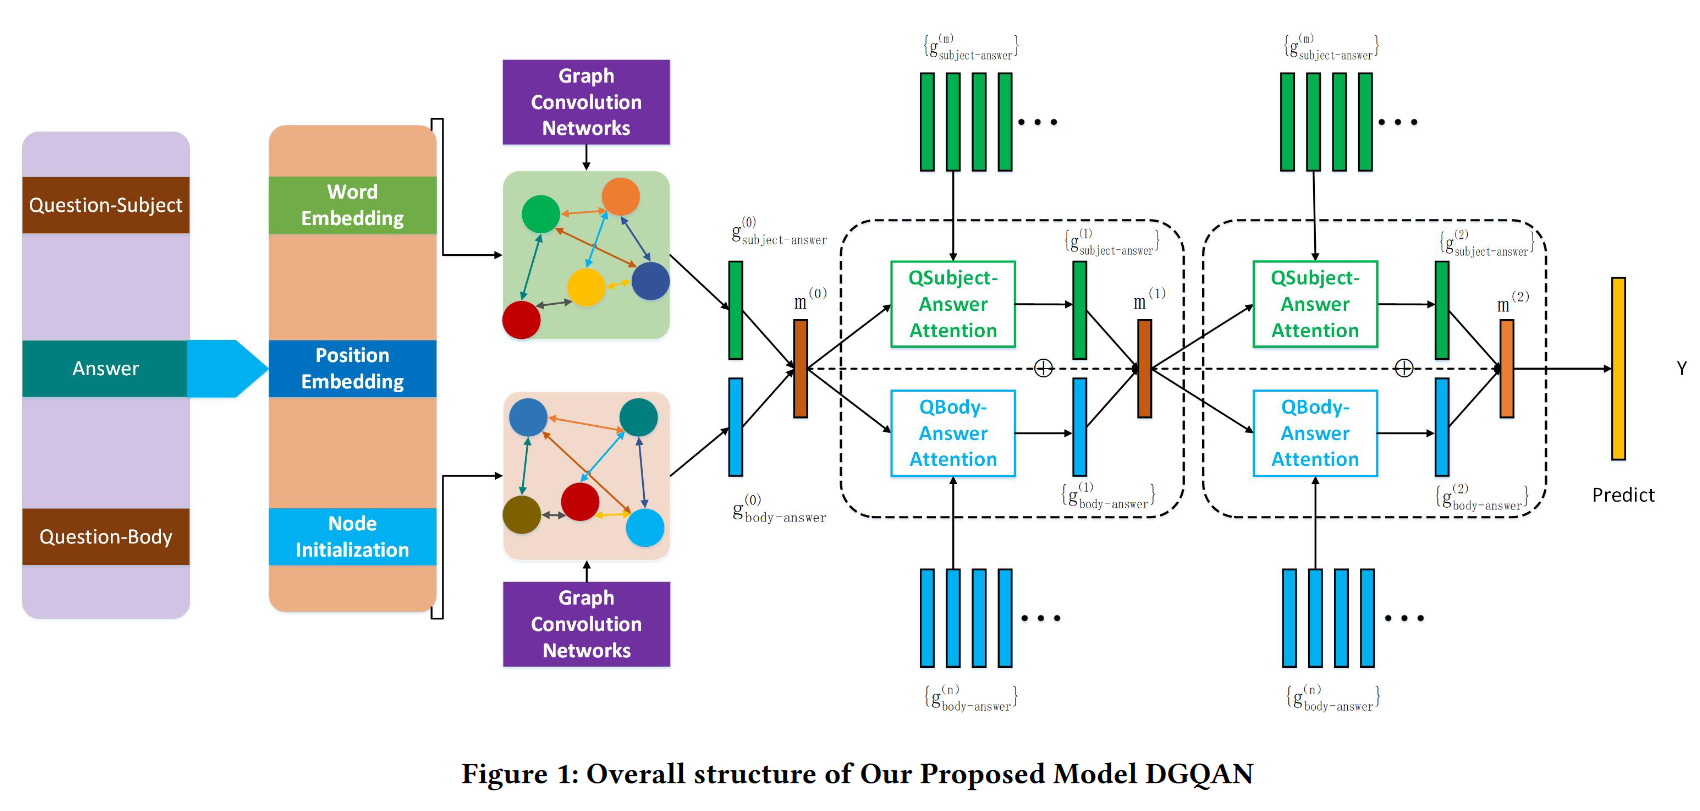 Question-Subject
Answer
Question-Body
Word
Embedding
Position
Embedding
Node
Initialization
Graph
Convolution
Networks
Graph
Convolution
Networks
g^{(0)}_{subject-answer}
g^{(0)}_{body-answer}
m^{(0)}
{g^{(m)}_{subject-answer}}
...
QSubject-
Answer
Attention
QBody-
Answer
Attention
{g^{(1)}_{subject-answer}}
{g^{(1)}_{body-answer}}
{g^{(n)}_{body-answer}}
...
m^{(1)}
{g^{(m)}_{subject-answer}}
...
QSubject-
Answer
Attention
QBody-
Answer
Attention
{g^{(2)}_{subject-answer}}
{g^{(2)}_{body-answer}}
{g^{(n)}_{body-answer}}
...
m^{(2)}
Y
Predict
Figure 1: Overall structure of Our Proposed Model DGQAN